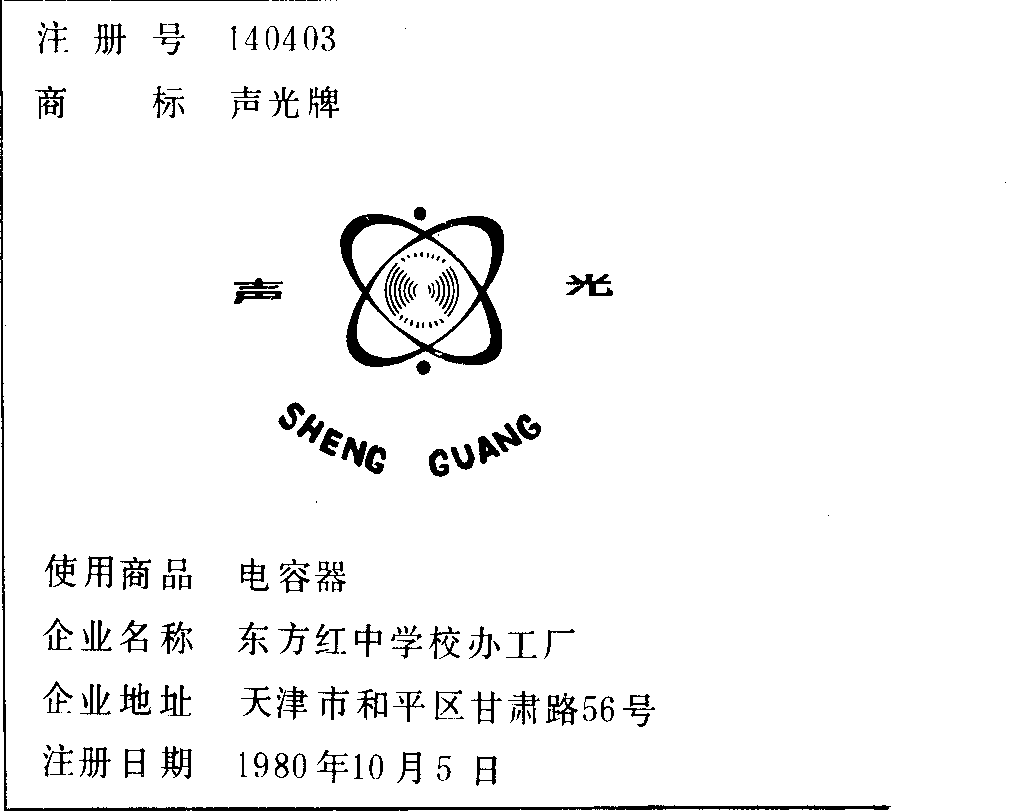 注册号 140403
商标 声光牌
声 光
SHENG GUANG
使用商品 电容器
企业名称 东方红中学校办工厂
企业地址 天津市和平区甘肃路56号
注册日期 1980年10月5日